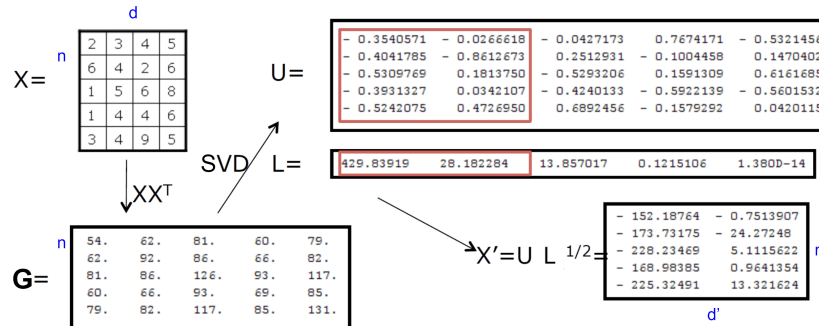 d
X= n
2 3 4 5
6 4 2 6
1 5 6 8
1 4 4 6
3 4 9 5
U=
- 0.3540571 - 0.0266618 - 0.0427173 0.7674171 - 0.5321456
- 0.4041785 - 0.8612673 0.2512931 - 0.1004458 0.1470402
- 0.5309769 0.1813750 - 0.5293206 0.1591309 0.6161685
- 0.3931327 0.0342107 - 0.4240133 - 0.5922139 - 0.5601532
- 0.5242075 0.4726950 0.6892456 - 0.1579292 0.0420115
SVD L= 429.83919 28.182284 13.857017 0.1215106 1.380D-14
XXT
G= n
54. 62. 81. 60. 79.
62. 92. 86. 66. 82.
81. 86. 126. 93. 117.
60. 66. 93. 69. 85.
79. 82. 117. 85. 131.
X'=U L 1/2=
- 152.18764 - 0.7513907
- 173.73175 - 24.27248
- 228.23469 5.1115622
- 168.98385 0.9641354
- 225.32491 13.321624
d'